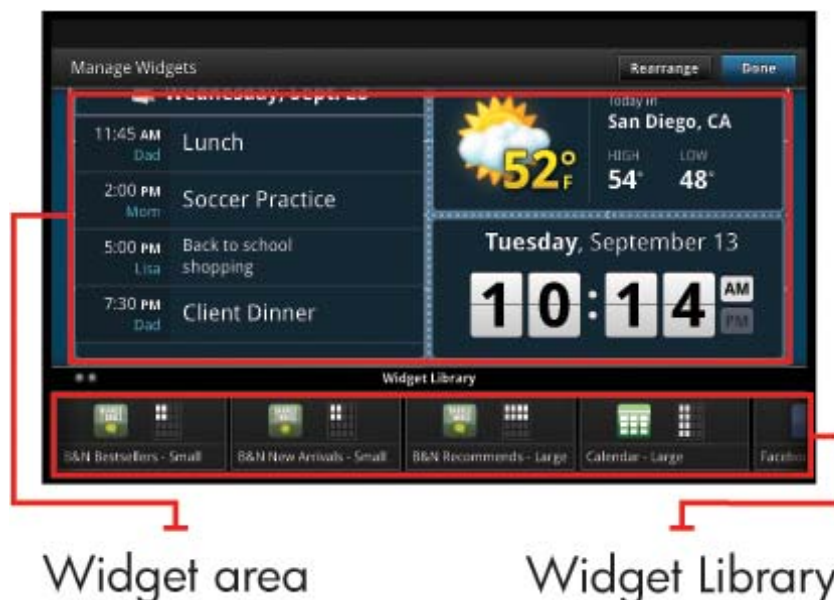 Manage Widgets
Rearrange
Done
Wednesday, Sept. 28
11:45 AM
Dad
Lunch
2:00 PM
Mom
Soccer Practice
5:00 PM
Lisa
Back to school
shopping
7:30 PM
Dad
Client Dinner
52°
F
Today in
San Diego, CA
HIGH
LOW
54°
48°
Tuesday, September 13
10:14
AM
PM
Widget Library
B&N Bestsellers - Small
B&N New Arrivals - Small
B&N Recommends - Large
Calendar - Large
Widget area
Widget Library